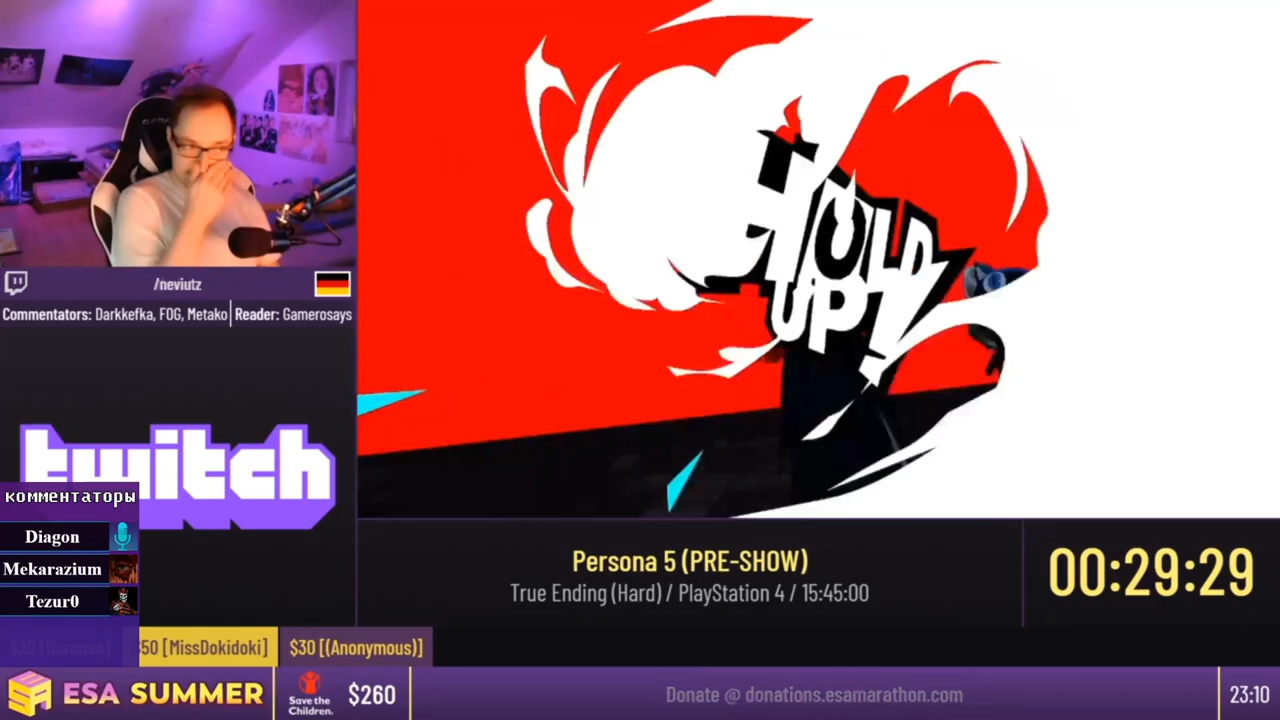 HOLD
UP!
/neviutz
Commentators: Darkkefka, FOG, Metako
Reader: Gamerosays
twitch
комментаторы
Diagon
Mekarazium
Tezur0
Persona 5 (PRE-SHOW)
True Ending (Hard) / PlayStation 4 / 15:45:00
00:29:29
$50 [MissDokidoki]
$30 [(Anonymous)]
ESA SUMMER
Save the
Children.
$260
Donate @ donations.esamarathon.com
23:10